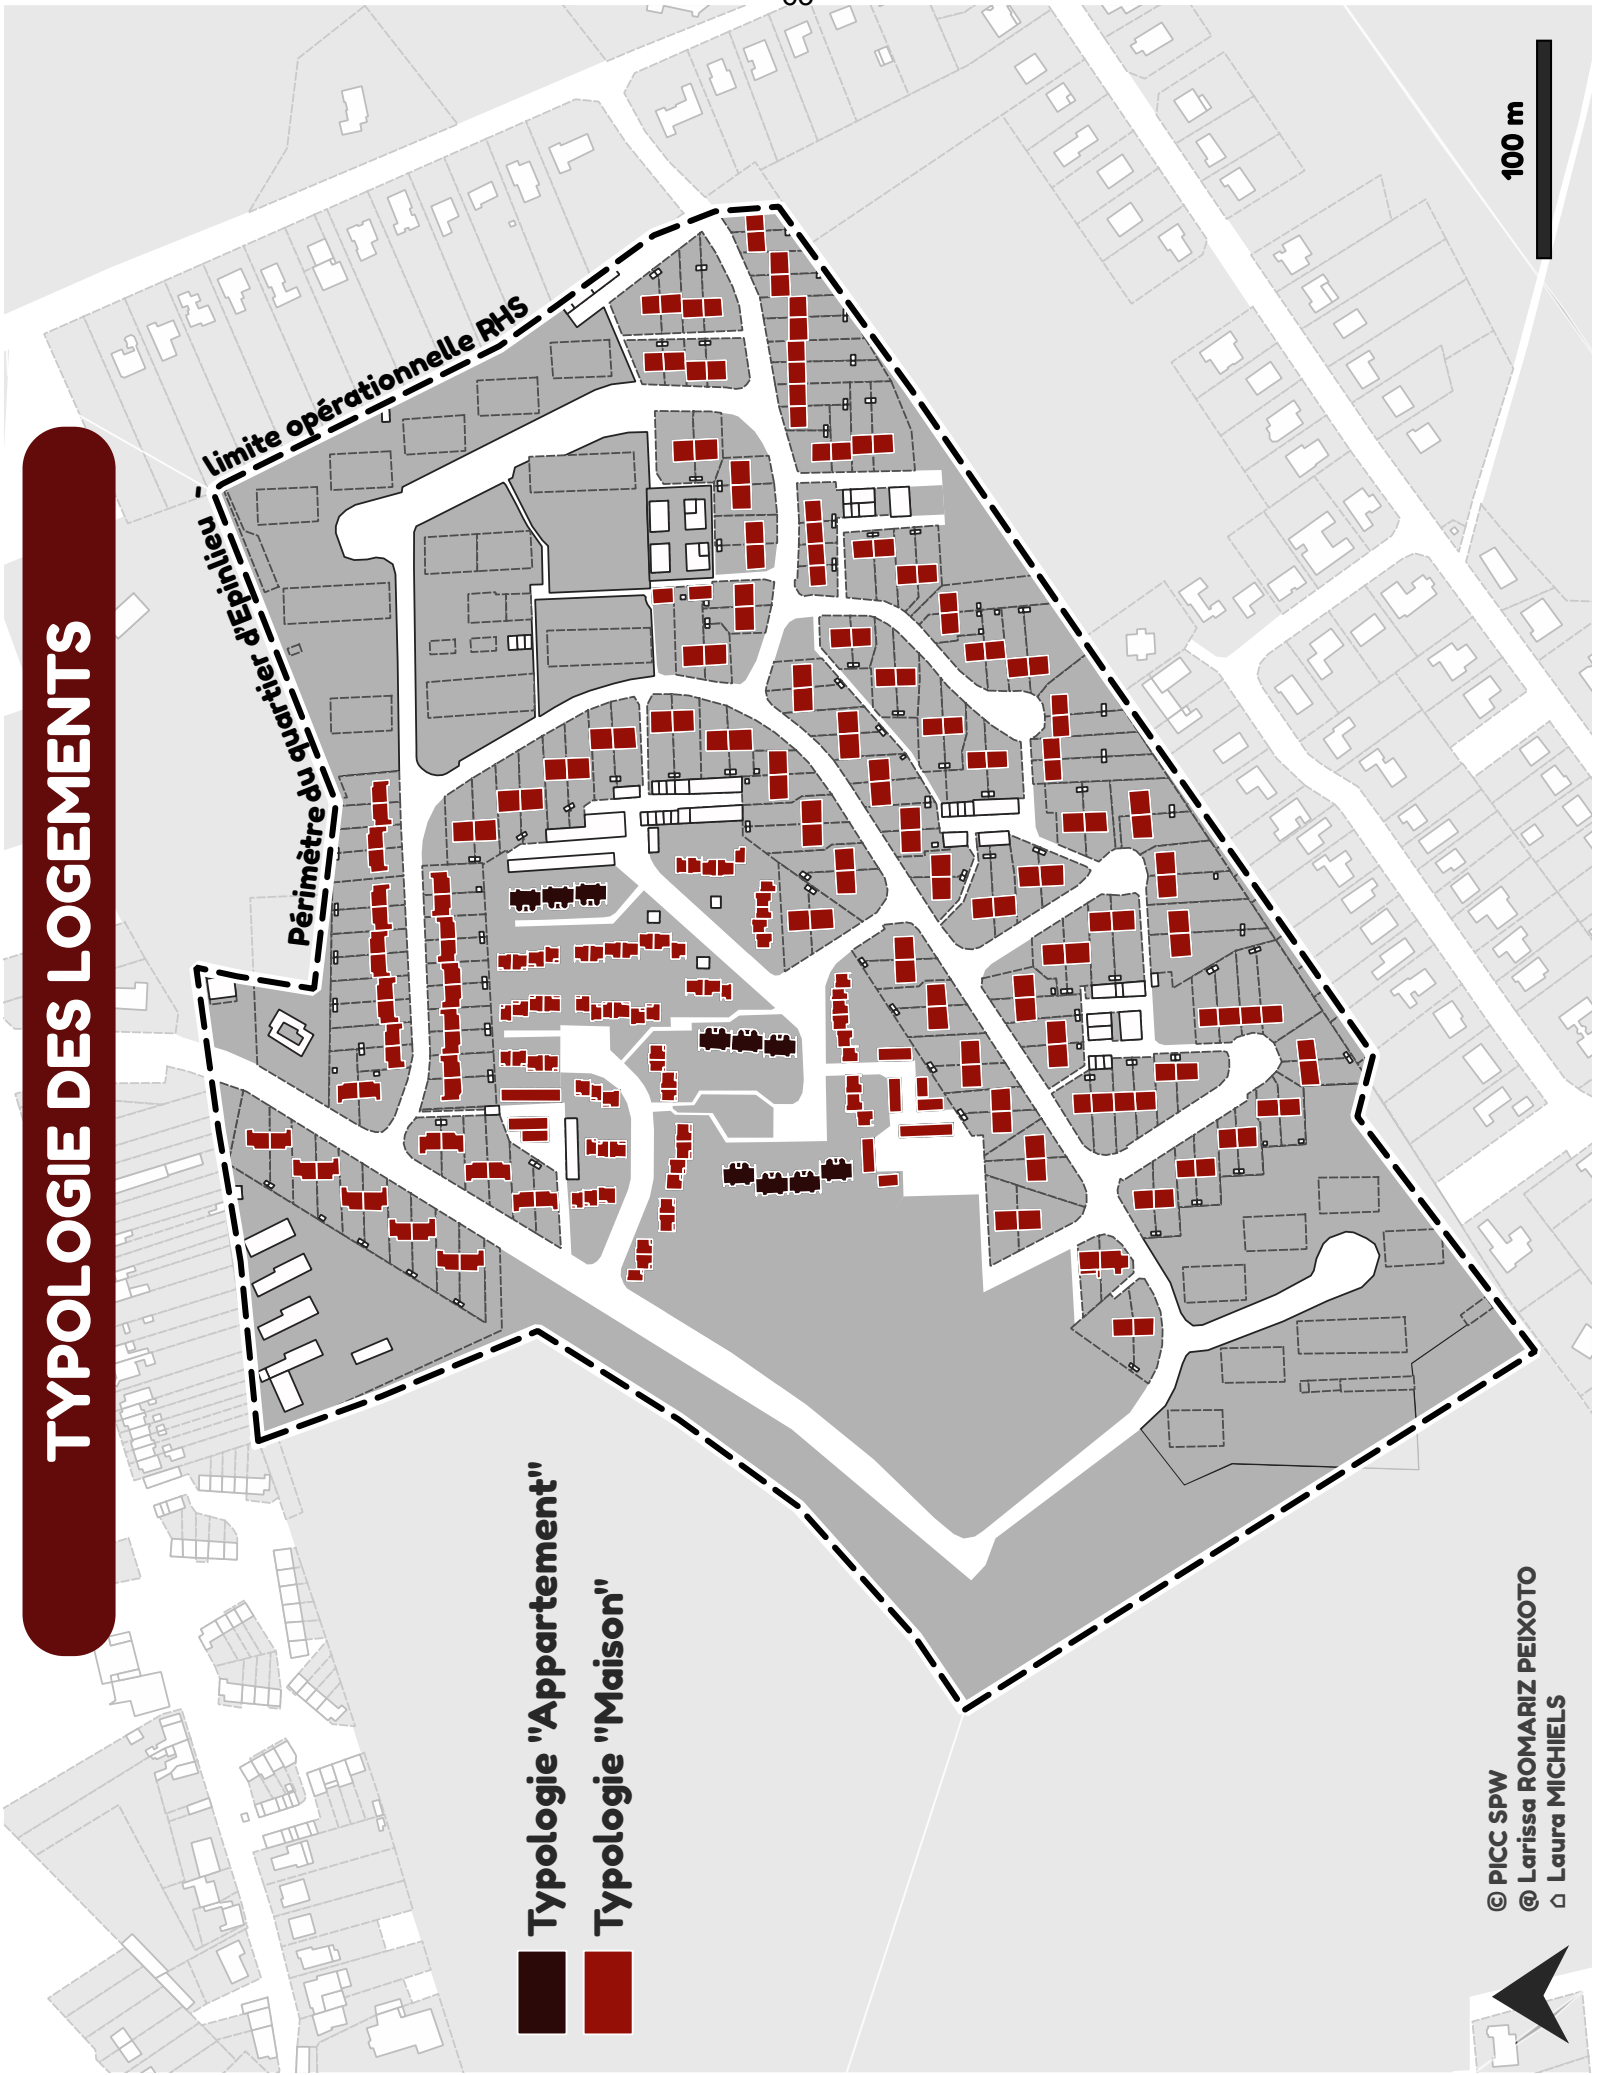 TYPOLOGIE DES LOGEMENTS
Périmètre du quartier d'Epinlieu - Limite opérationnelle RHS
Typologie "Appartement"
Typologie "Maison"
100 m
© PICC SPW
@ Larissa ROMARIZ PEIXOTO
⌂ Laura MICHIELS